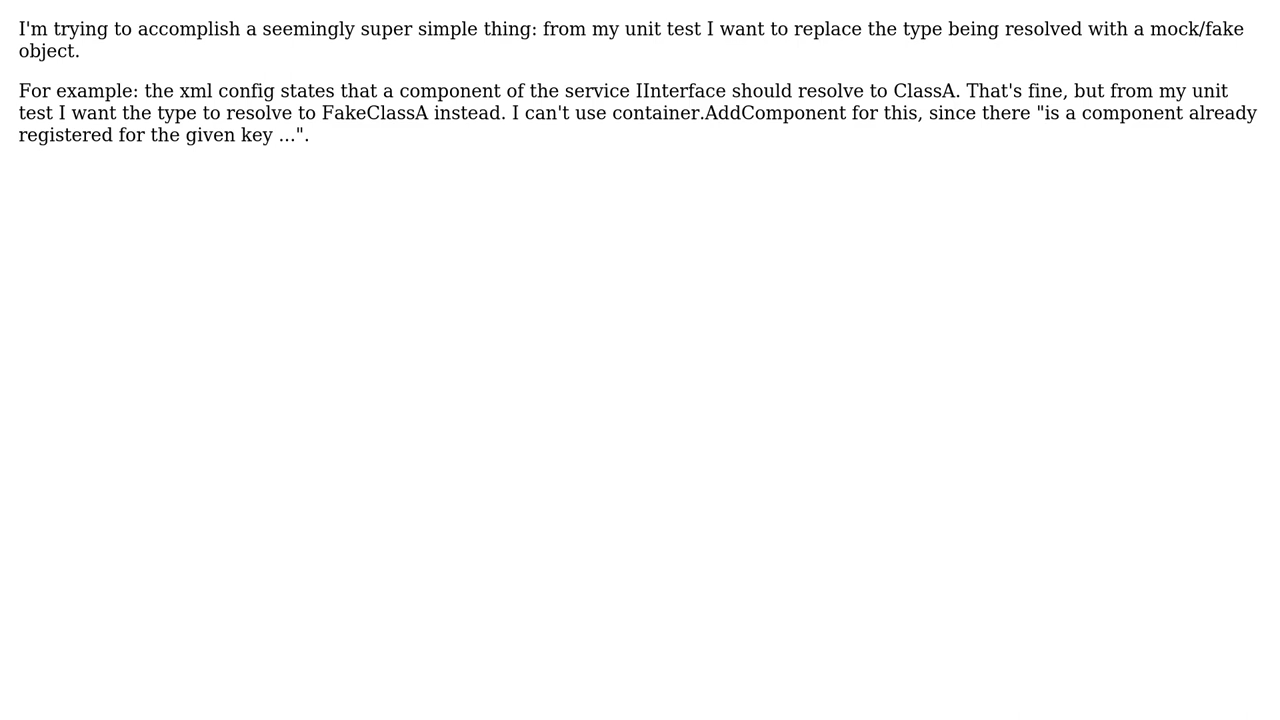 I'm trying to accomplish a seemingly super simple thing: from my unit test I want to replace the type being resolved with a mock/fake
object.
For example: the xml config states that a component of the service IInterface should resolve to ClassA. That's fine, but from my unit
test I want the type to resolve to FakeClassA instead. I can't use container.AddComponent for this, since there "is a component already
registered for the given key ...".